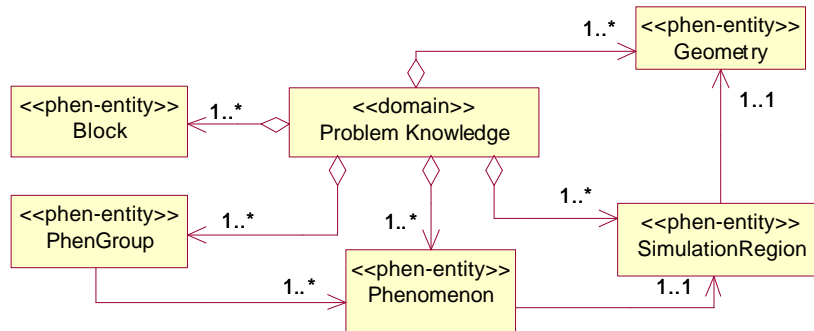 <<phen-entity>>
Geometry
1..*
1..1
<<phen-entity>>
Block
1..*
<<domain>>
Problem Knowledge
<<phen-entity>>
PhenGroup
1..*
1..*
1..*
<<phen-entity>>
SimulationRegion
<<phen-entity>>
Phenomenon
1..*
1..1